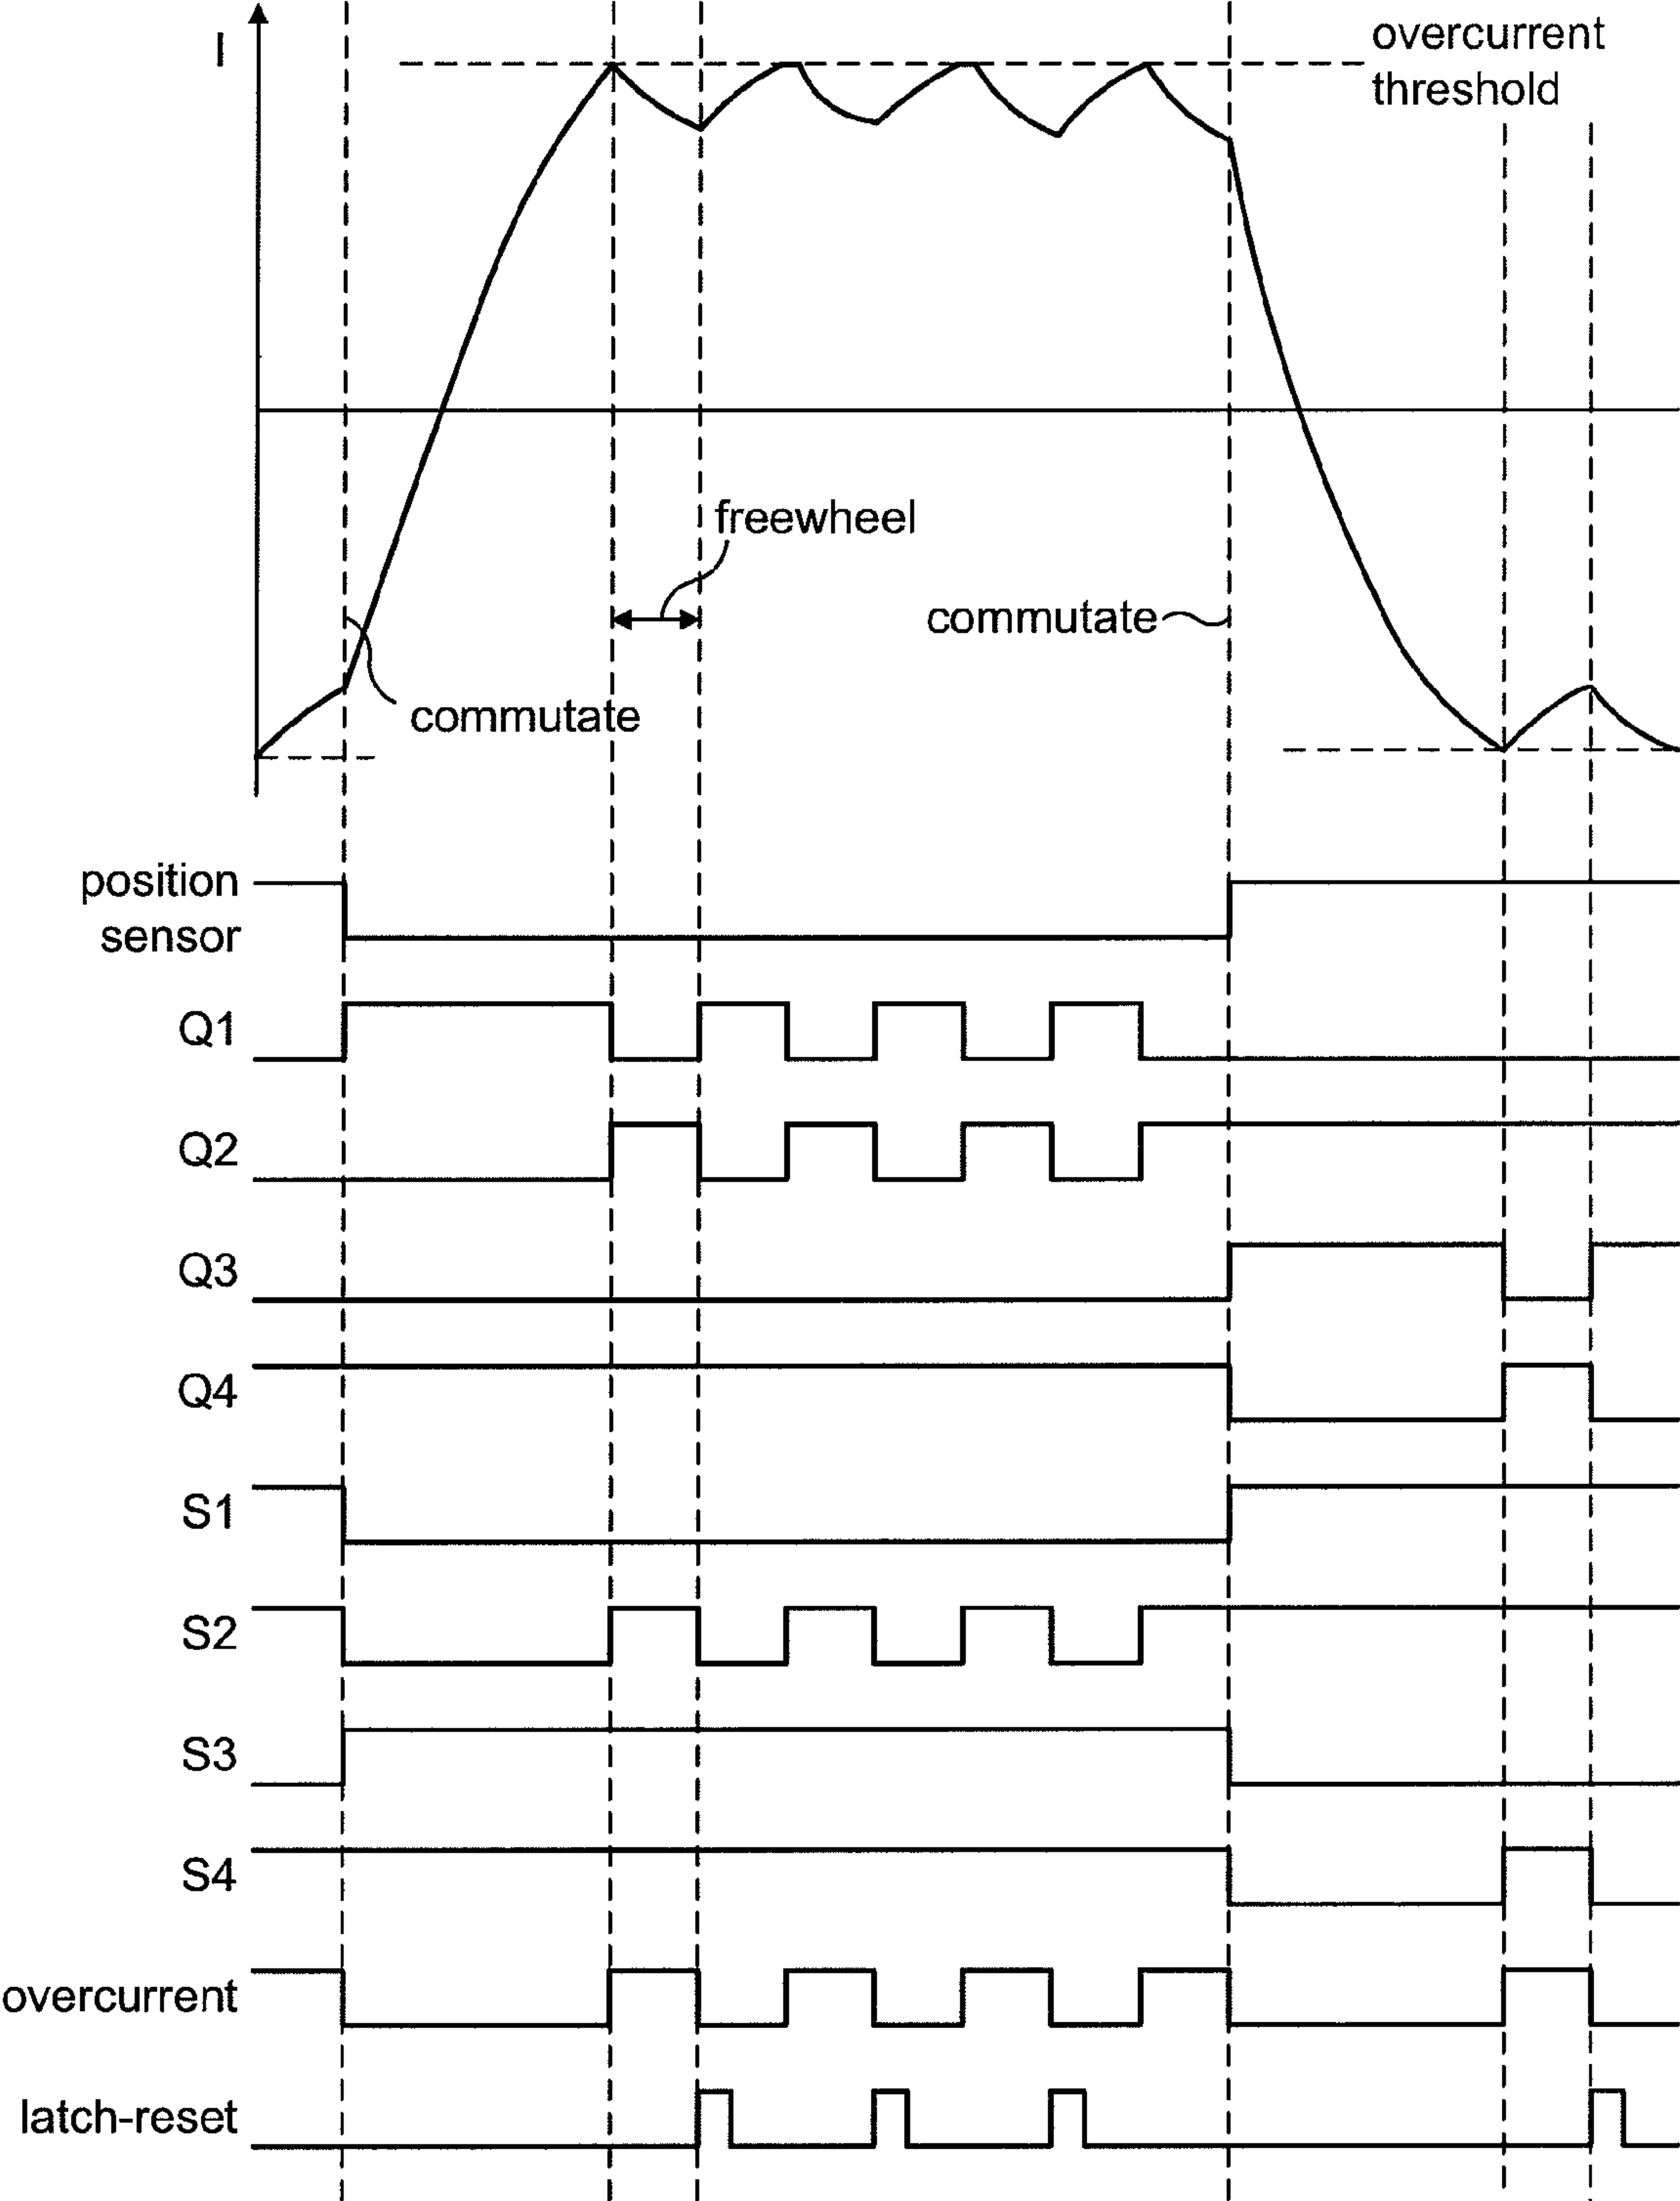 I
overcurrent
threshold
freewheel
commutate
commutate
position
sensor
Q1
Q2
Q3
Q4
S1
S2
S3
S4
overcurrent
latch-reset